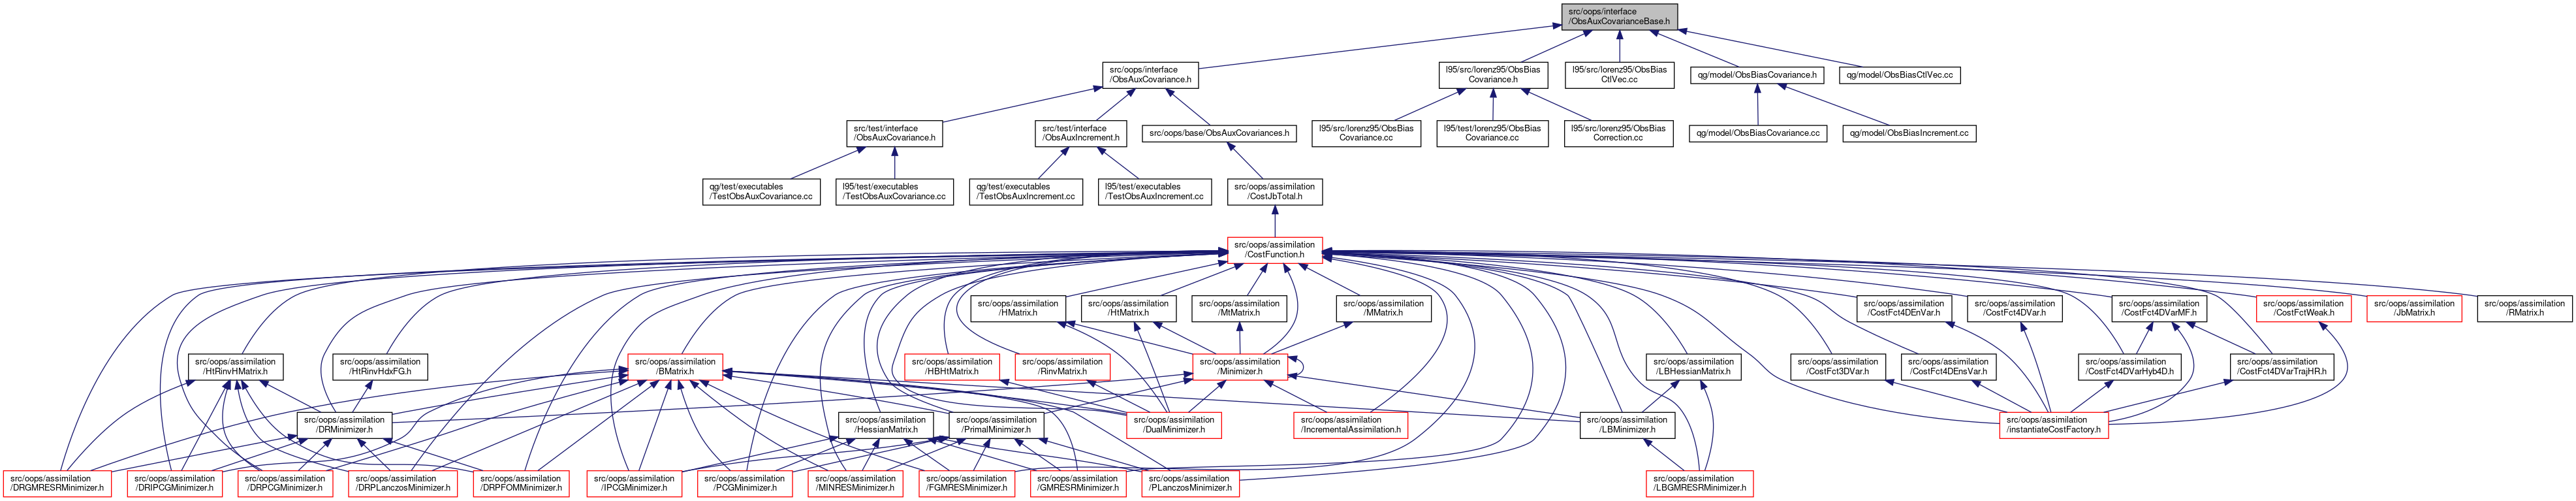 src/oops/interface
/ObsAuxCovarianceBase.h
src/oops/interface
/ObsAuxCovariance.h
l95/src/lorenz95/ObsBias
Covariance.h
l95/src/lorenz95/ObsBias
CtlVec.cc
qg/model/ObsBiasCovariance.h
qg/model/ObsBiasCtlVec.cc
src/test/interface
/ObsAuxCovariance.h
src/test/interface
/ObsAuxIncrement.h
src/oops/base/ObsAuxCovariances.h
l95/src/lorenz95/ObsBias
Covariance.cc
l95/test/lorenz95/ObsBias
Covariance.cc
l95/src/lorenz95/ObsBias
Correction.cc
qg/model/ObsBiasCovariance.cc
qg/model/ObsBiasIncrement.cc
qg/test/executables
/TestObsAuxCovariance.cc
l95/test/executables
/TestObsAuxCovariance.cc
qg/test/executables
/TestObsAuxIncrement.cc
l95/test/executables
/TestObsAuxIncrement.cc
src/oops/assimilation
/CostJbTotal.h
src/oops/assimilation
/CostFunction.h
src/oops/assimilation
/HMatrix.h
src/oops/assimilation
/HtMatrix.h
src/oops/assimilation
/MtMatrix.h
src/oops/assimilation
/MMatrix.h
src/oops/assimilation
/CostFct4DEnVar.h
src/oops/assimilation
/CostFct4DVar.h
src/oops/assimilation
/CostFct4DVarMF.h
src/oops/assimilation
/CostFctWeak.h
src/oops/assimilation
/JbMatrix.h
src/oops/assimilation
/RMatrix.h
src/oops/assimilation
/HtRinvHMatrix.h
src/oops/assimilation
/HtRinvHdxFG.h
src/oops/assimilation
/BMatrix.h
src/oops/assimilation
/HBHtMatrix.h
src/oops/assimilation
/RinvMatrix.h
src/oops/assimilation
/Minimizer.h
src/oops/assimilation
/LBHessianMatrix.h
src/oops/assimilation
/CostFct3DVar.h
src/oops/assimilation
/CostFct4DEnsVar.h
src/oops/assimilation
/CostFct4DVarHyb4D.h
src/oops/assimilation
/CostFct4DVarTrajHR.h
src/oops/assimilation
/DRMinimizer.h
src/oops/assimilation
/HessianMatrix.h
src/oops/assimilation
/PrimalMinimizer.h
src/oops/assimilation
/DualMinimizer.h
src/oops/assimilation
/IncrementalAssimilation.h
src/oops/assimilation
/LBMinimizer.h
src/oops/assimilation
/instantiateCostFactory.h
src/oops/assimilation
/DRGMRESRMinimizer.h
src/oops/assimilation
/DRIPCGMinimizer.h
src/oops/assimilation
/DRPCGMinimizer.h
src/oops/assimilation
/DRPLanczosMinimizer.h
src/oops/assimilation
/DRPFOMMinimizer.h
src/oops/assimilation
/IPCGMinimizer.h
src/oops/assimilation
/PCGMinimizer.h
src/oops/assimilation
/MINRESMinimizer.h
src/oops/assimilation
/FGMRESMinimizer.h
src/oops/assimilation
/GMRESRMinimizer.h
src/oops/assimilation
/PLanczosMinimizer.h
src/oops/assimilation
/LBGMRESRMinimizer.h